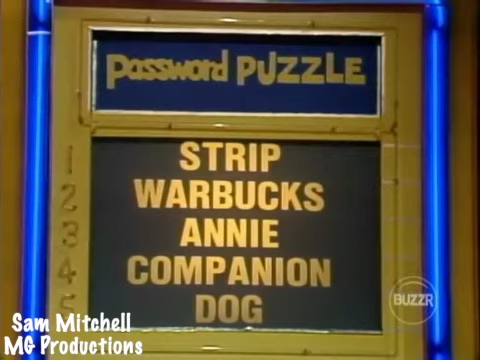 password PUZZLE
1 STRIP
2 WARBUCKS
3 ANNIE
4 COMPANION
5 DOG
BUZZR
Sam Mitchell
MG Productions